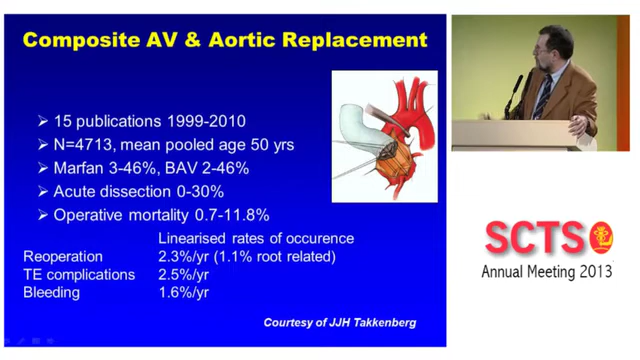 Composite AV & Aortic Replacement
15 publications 1999-2010
N=4713, mean pooled age 50 yrs
Marfan 3-46%, BAV 2-46%
Acute dissection 0-30%
Operative mortality 0.7-11.8%
Linearised rates of occurence
Reoperation 2.3%/yr (1.1% root related)
TE complications 2.5%/yr
Bleeding 1.6%/yr
Courtesy of JJH Takkenberg
SCTS
Annual Meeting 2013